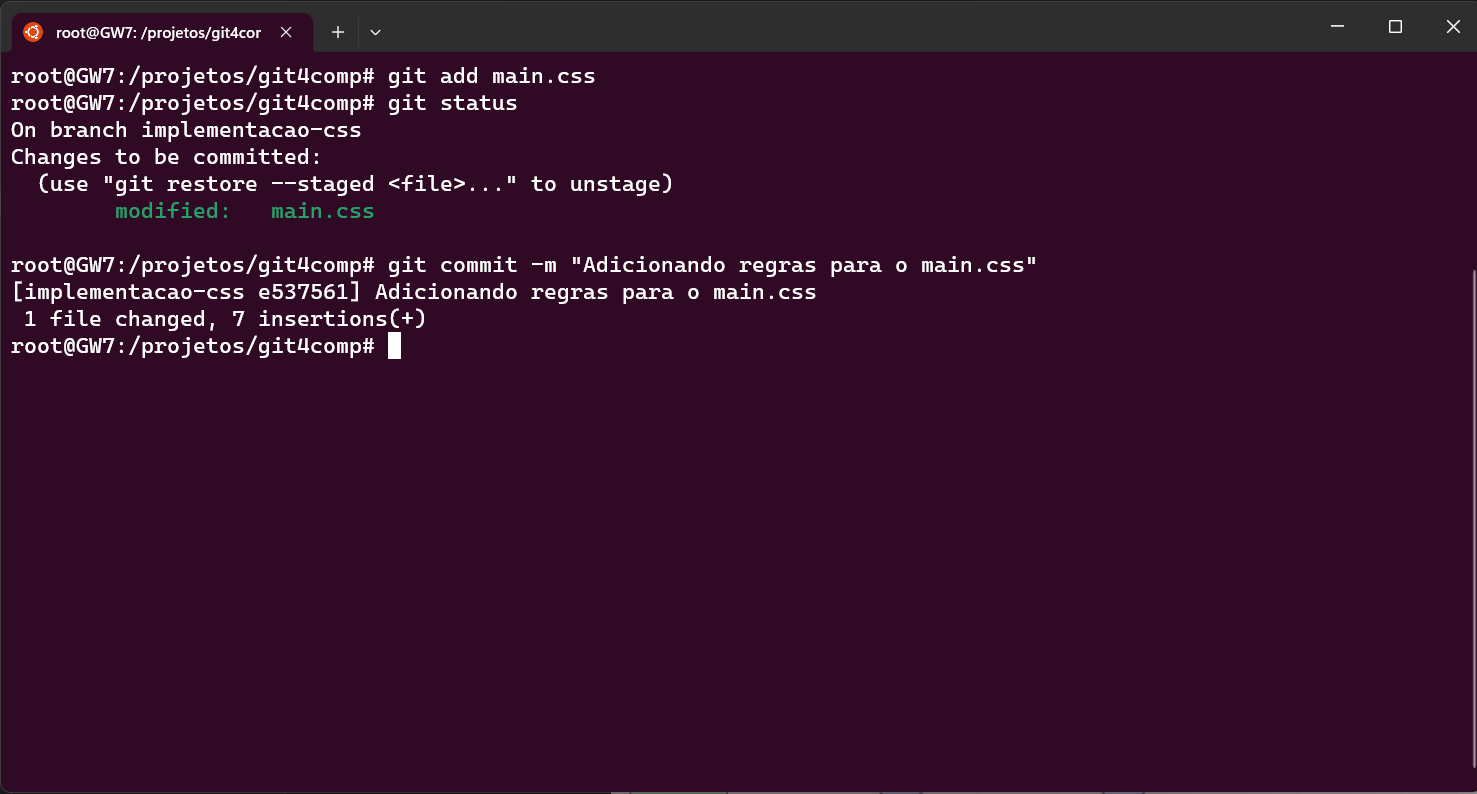 root@GW7: /projetos/git4cor
root@GW7:/projetos/git4comp# git add main.css
root@GW7:/projetos/git4comp# git status
On branch implementacao-css
Changes to be committed:
  (use "git restore --staged <file>..." to unstage)
        modified:   main.css

root@GW7:/projetos/git4comp# git commit -m "Adicionando regras para o main.css"
[implementacao-css e537561] Adicionando regras para o main.css
 1 file changed, 7 insertions(+)
root@GW7:/projetos/git4comp#